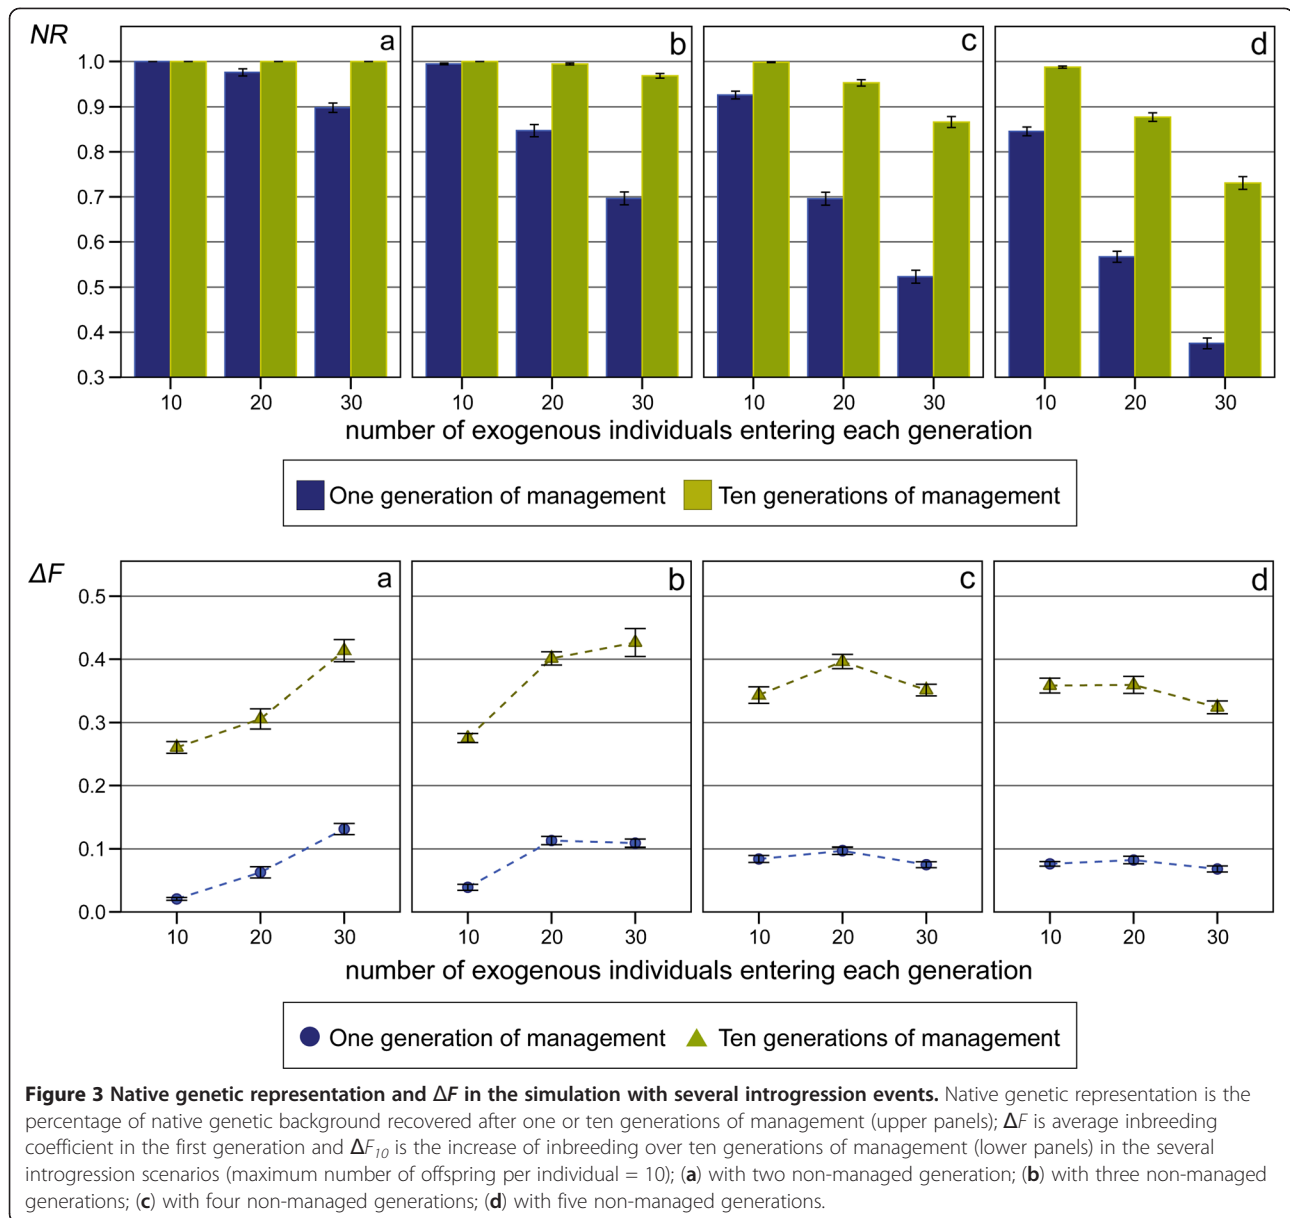 NR
a
b
c
d
1.0
0.9
0.8
0.7
0.6
0.5
0.4
0.3
10 20 30 10 20 30 10 20 30 10 20 30
number of exogenous individuals entering each generation
One generation of management Ten generations of management
ΔF
a
b
c
d
0.5
0.4
0.3
0.2
0.1
0.0
10 20 30 10 20 30 10 20 30 10 20 30
number of exogenous individuals entering each generation
One generation of management Ten generations of management
Figure 3 Native genetic representation and ΔF in the simulation with several introgression events. Native genetic representation is the
percentage of native genetic background recovered after one or ten generations of management (upper panels); ΔF is average inbreeding
coefficient in the first generation and ΔF10 is the increase of inbreeding over ten generations of management (lower panels) in the several
introgression scenarios (maximum number of offspring per individual = 10); (a) with two non-managed generation; (b) with three non-managed
generations; (c) with four non-managed generations; (d) with five non-managed generations.